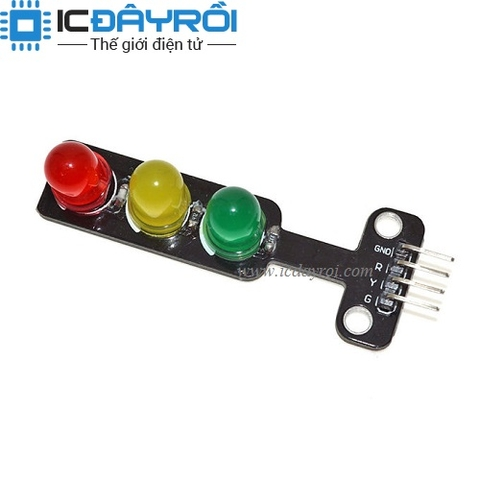 ICĐÂYRỒI
Thế giới điện tử
www.icdayroi.com
GND
R
Y
G